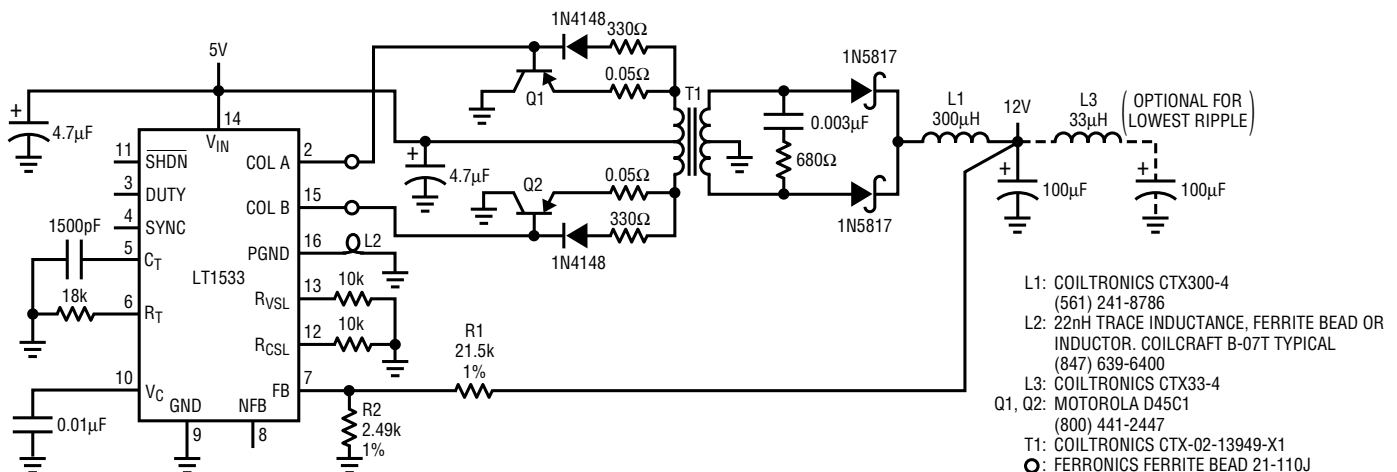 1N4148
330Ω
1N5817
5V
0.05Ω
Q1
T1
L1
300µH
12V
L3
33µH
(OPTIONAL FOR
LOWEST RIPPLE)
+
4.7µF
14
V_IN
11
SHDN
COL A
2
+
4.7µF
0.003µF
680Ω
+
100µF
+
100µF
3
DUTY
Q2
0.05Ω
COL B
15
4
SYNC
330Ω
1N5817
1500pF
16
PGND
L2
1N4148
5
C_T
LT1533
13
R_VSL
10k
18k
6
R_T
12
R_CSL
10k
R1
21.5k
1%
10
V_C
FB
7
0.01µF
GND
NFB
9
8
R2
2.49k
1%
L1: COILTRONICS CTX300-4
(561) 241-8786
L2: 22nH TRACE INDUCTANCE, FERRITE BEAD OR
INDUCTOR. COILCRAFT B-07T TYPICAL
(847) 639-6400
L3: COILTRONICS CTX33-4
Q1, Q2: MOTOROLA D45C1
(800) 441-2447
T1: COILTRONICS CTX-02-13949-X1
: FERRONICS FERRITE BEAD 21-110J